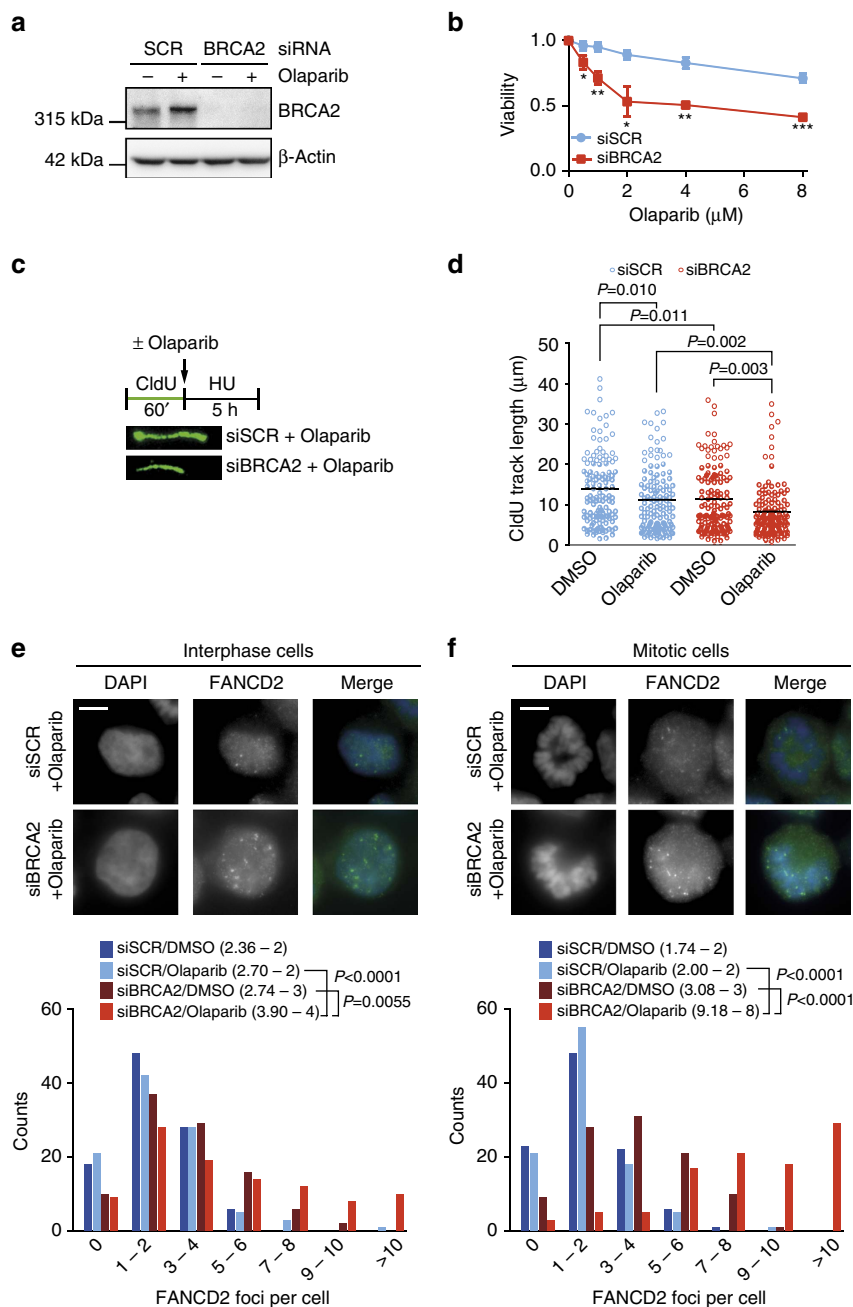 a
SCR BRCA2 siRNA
– + – + Olaparib
315 kDa BRCA2
42 kDa β-Actin
b
1.0
0.5
0.0
Viability
* ** * ** ***
siSCR
siBRCA2
0 2 4 6 8
Olaparib (μM)
c
± Olaparib
CldU HU
60′ 5 h
siSCR + Olaparib
siBRCA2 + Olaparib
d
siSCR siBRCA2
P=0.010
P=0.011
P=0.002
P=0.003
50
40
30
20
10
0
CldU track length (μm)
DMSO Olaparib DMSO Olaparib
e
Interphase cells
DAPI FANCD2 Merge
siSCR
+Olaparib
siBRCA2
+Olaparib
siSCR/DMSO (2.36 – 2)
siSCR/Olaparib (2.70 – 2)
siBRCA2/DMSO (2.74 – 3)
siBRCA2/Olaparib (3.90 – 4)
P<0.0001
P=0.0055
60
40
20
0
Counts
0 1 – 2 3 – 4 5 – 6 7 – 8 9 – 10 >10
FANCD2 foci per cell
f
Mitotic cells
DAPI FANCD2 Merge
siSCR
+Olaparib
siBRCA2
+Olaparib
siSCR/DMSO (1.74 – 2)
siSCR/Olaparib (2.00 – 2)
siBRCA2/DMSO (3.08 – 3)
siBRCA2/Olaparib (9.18 – 8)
P<0.0001
P<0.0001
60
40
20
0
Counts
0 1 – 2 3 – 4 5 – 6 7 – 8 9 – 10 >10
FANCD2 foci per cell